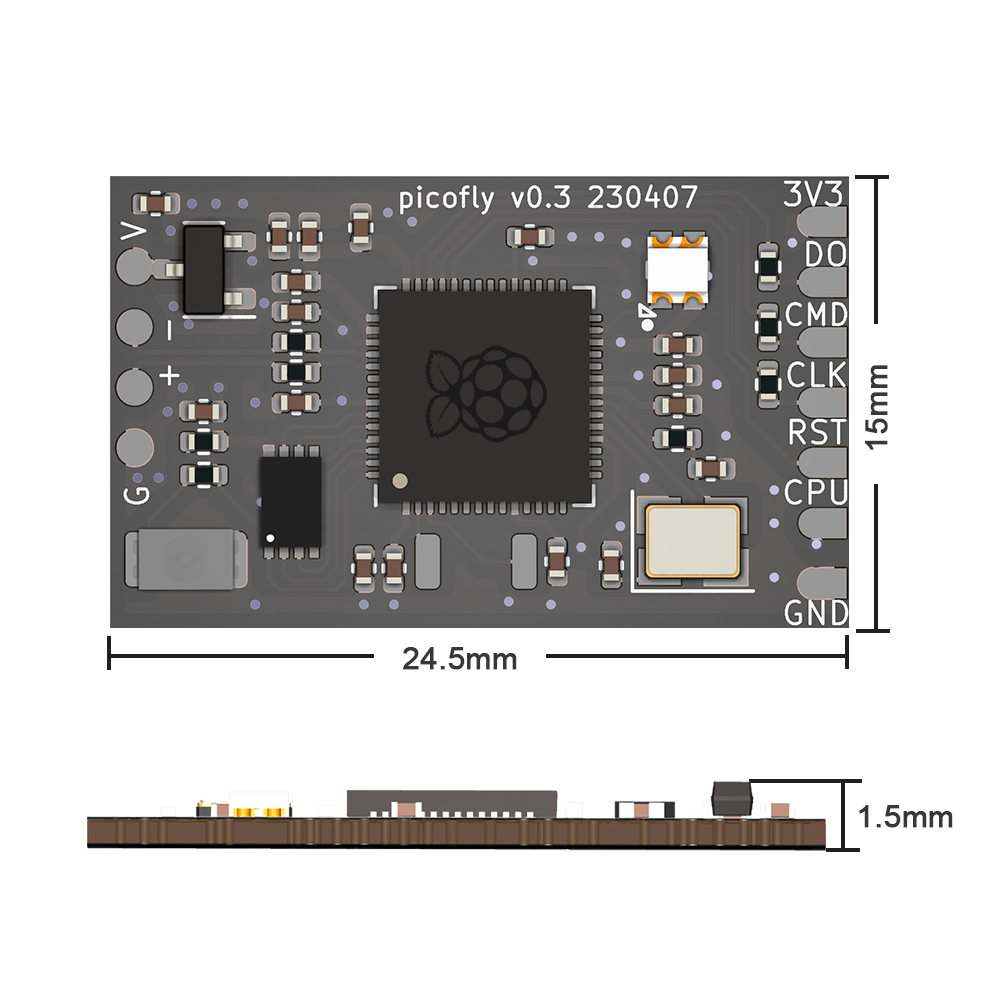 picofly v0.3 230407
3V3
V
DO
-
CMD
+
CLK
RST
G
CPU
GND
15mm
24.5mm
1.5mm